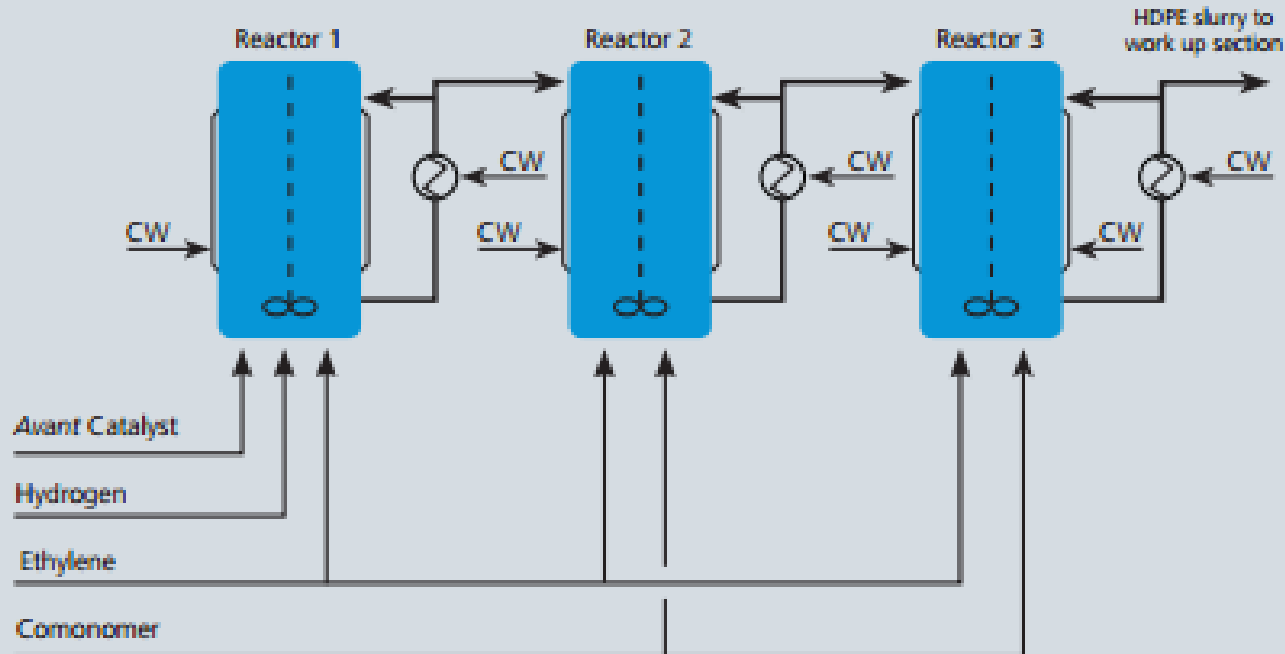 Reactor 1
Reactor 2
Reactor 3
HDPE slurry to
work up section
CW
CW
CW
CW
CW
CW
CW
Avant Catalyst
Hydrogen
Ethylene
Comonomer